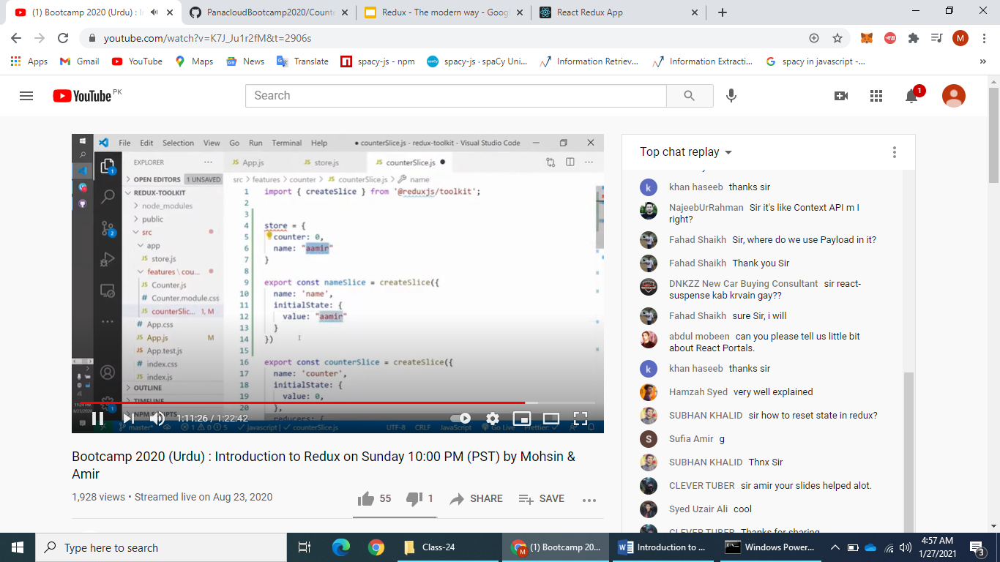 (1) Bootcamp 2020 (Urdu) : I
PanacloudBootcamp2020/Counte
Redux - The modern way - Goog
React Redux App
youtube.com/watch?v=K7J_Ju1r2fM&t=2906s
M
Apps
Gmail
YouTube
Maps
News
Translate
spacy-js - npm
spacy-js · spaCy Uni...
Information Retriev...
Information Extracti...
spacy in javascript -...
YouTube PK
Search
1
File Edit Selection View Go Run Terminal Help
● counterSlice.js - redux-toolkit - Visual Studio Code
EXPLORER
JS App.js
JS store.js
JS counterSlice.js ●
OPEN EDITORS 1 UNSAVED
src > features > counter > JS counterSlice.js > name
REDUX-TOOLKIT
node_modules
public
src
app
JS store.js
features \ cou...
JS Counter.js
# Counter.module.css
JS counterSlic... 1, M
# App.css
JS App.js M
JS App.test.js
# index.css
JS index.js
OUTLINE
TIMELINE
NPM SCRIPTS
1 import { createSlice } from '@reduxjs/toolkit';
2
3
4 store = {
5 counter: 0,
6 name: "aamir"
7 }
8
9 export const nameSlice = createSlice({
10 name: 'name',
11 initialState: {
12 value: "aamir"
13 }
14 })
15
16 export const counterSlice = createSlice({
17 name: 'counter',
18 initialState: {
19 value: 0,
20 },
reducers: {
1:11:26 / 1:22:42
master*
javascript
counterSlice.js
UTF-8 CRLF JavaScript Go Live Prettier
Bootcamp 2020 (Urdu) : Introduction to Redux on Sunday 10:00 PM (PST) by Mohsin &
Amir
1,928 views • Streamed live on Aug 23, 2020
55
1
SHARE
SAVE
Top chat replay
khan haseeb thanks sir
NajeebUrRahman Sir it's like Context API m I
right?
Fahad Shaikh Sir, where do we use Payload in it?
Fahad Shaikh Thank you Sir
DNKZZ New Car Buying Consultant sir react-
suspense kab krvain gay??
Fahad Shaikh sure Sir, i will
abdul mobeen can you please tell us little bit
about React Portals.
khan haseeb thanks sir
Hamzah Syed very well explained
SUBHAN KHALID sir how to reset state in redux?
Sufia Amir g
SUBHAN KHALID Thnx Sir
CLEVER TUBER sir amir your slides helped alot.
Syed Uzair Ali cool
CLEVER TUBER Thanks for sharing
Type here to search
Class-24
(1) Bootcamp 20...
Introduction to ...
Windows Power...
4:57 AM
1/27/2021
3